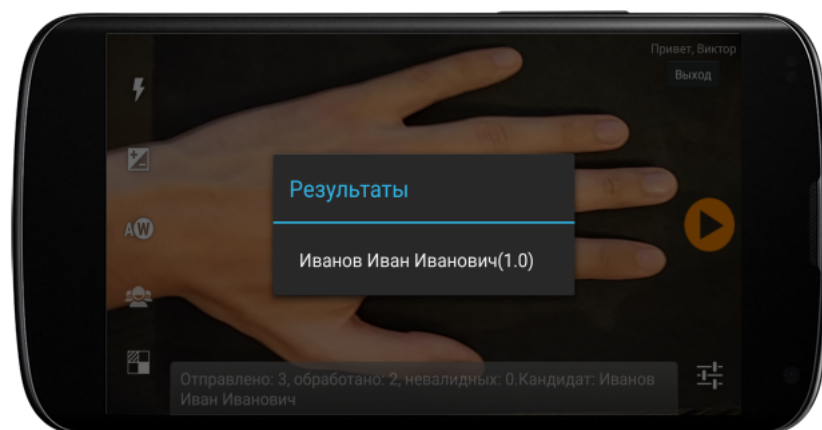 Привет, Виктор
Выход
Результаты
Иванов Иван Иванович(1.0)
AW
Отправлено: 3, обработано: 2, невалидных: 0.Кандидат: Иванов
Иван Иванович